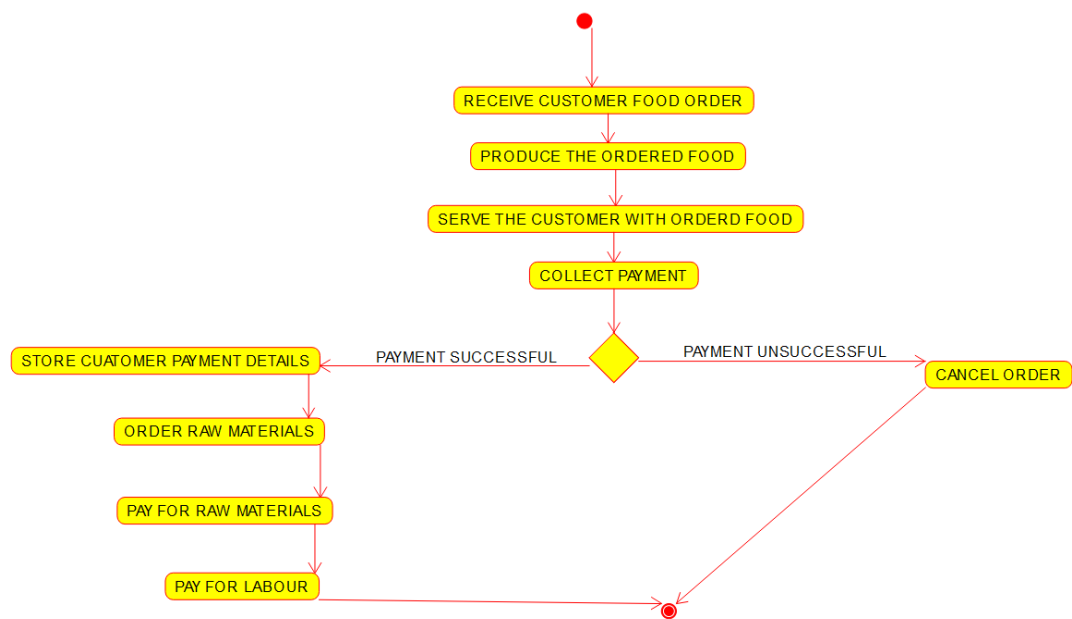 RECEIVE CUSTOMER FOOD ORDER
PRODUCE THE ORDERED FOOD
SERVE THE CUSTOMER WITH ORDERD FOOD
COLLECT PAYMENT
PAYMENT SUCCESSFUL
PAYMENT UNSUCCESSFUL
STORE CUATOMER PAYMENT DETAILS
CANCEL ORDER
ORDER RAW MATERIALS
PAY FOR RAW MATERIALS
PAY FOR LABOUR